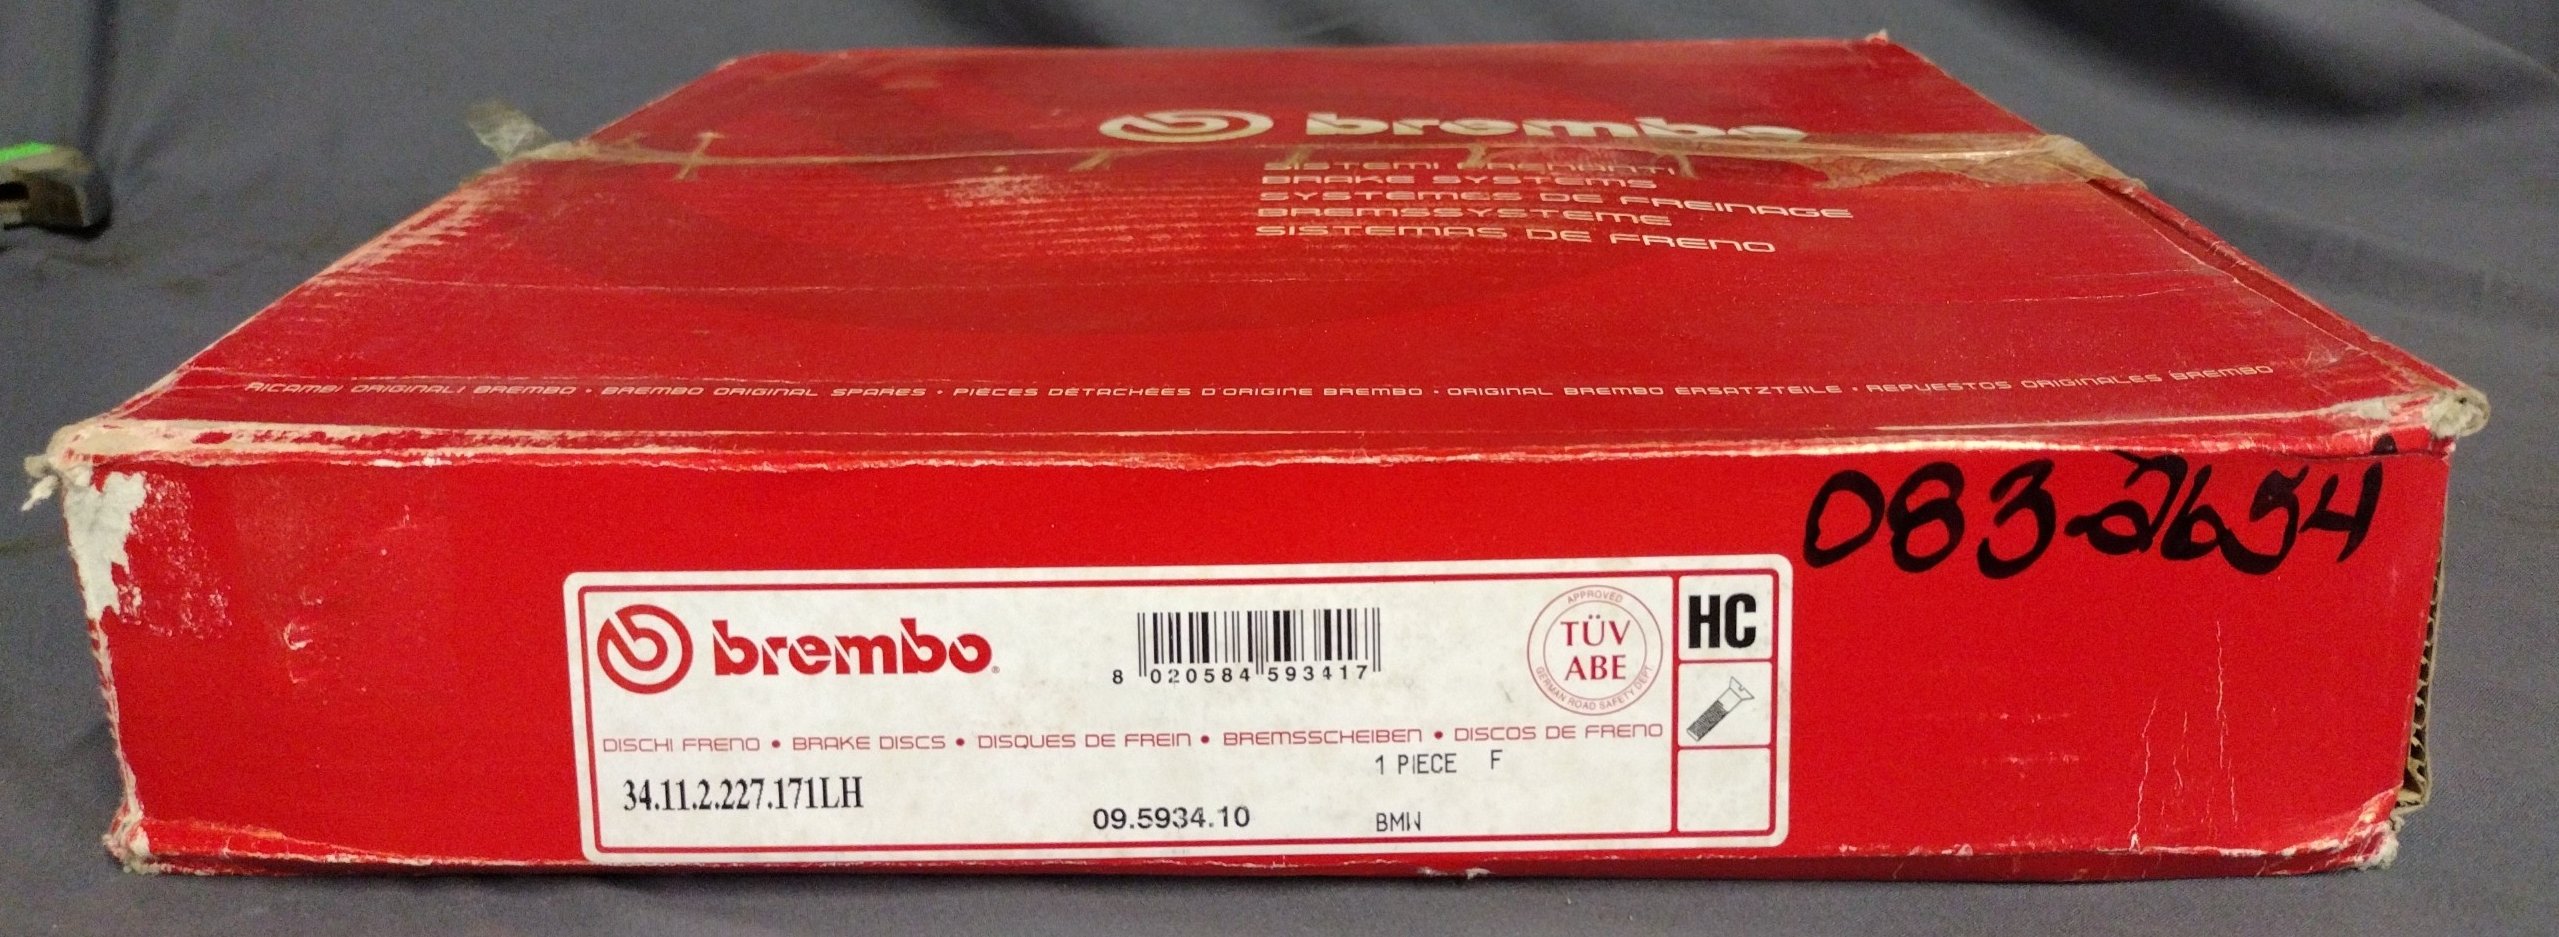 brembo
SISTEMI FRENANTI
BRAKE SYSTEMS
SYSTEMES DE FREINAGE
BREMSSYSTEME
SISTEMAS DE FRENO
RICAMBI ORIGINALI BREMBO • BREMBO ORIGINAL SPARES • PIÈCES DÉTACHÉES D'ORIGINE BREMBO • ORIGINAL BREMBO ERSATZTEILE • REPUESTOS ORIGINALES BREMBO
083-2654
brembo®
8 020584 593417
APPROVED
TÜV
ABE
GERMAN ROAD SAFETY DEPT.
HC
DISCHI FRENO • BRAKE DISCS • DISQUES DE FREIN • BREMSSCHEIBEN • DISCOS DE FRENO
1 PIECE F
34.11.2.227.171LH
09.5934.10
BMW